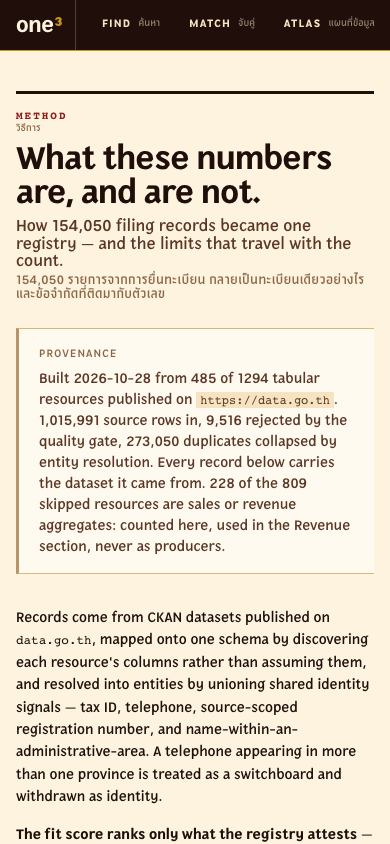 one³
FIND ค้นหา MATCH จับคู่ ATLAS แผนที่ข้อมูล
METHOD
วิธีการ
What these numbers
are, and are not.
How 154,050 filing records became one
registry — and the limits that travel with the
count.
154,050 รายการจากการยื่นทะเบียน กลายเป็นทะเบียนเดียวอย่างไร
และข้อจำกัดที่ติดมากับตัวเลข
PROVENANCE
Built 2026-10-28 from 485 of 1294 tabular
resources published on https://data.go.th.
1,015,991 source rows in, 9,516 rejected by the
quality gate, 273,050 duplicates collapsed by
entity resolution. Every record below carries
the dataset it came from. 228 of the 809
skipped resources are sales or revenue
aggregates: counted here, used in the Revenue
section, never as producers.
Records come from CKAN datasets published on
data.go.th, mapped onto one schema by discovering
each resource's columns rather than assuming them,
and resolved into entities by unioning shared identity
signals — tax ID, telephone, source-scoped
registration number, and name-within-an-
administrative-area. A telephone appearing in more
than one province is treated as a switchboard and
withdrawn as identity.
The fit score ranks only what the registry attests —